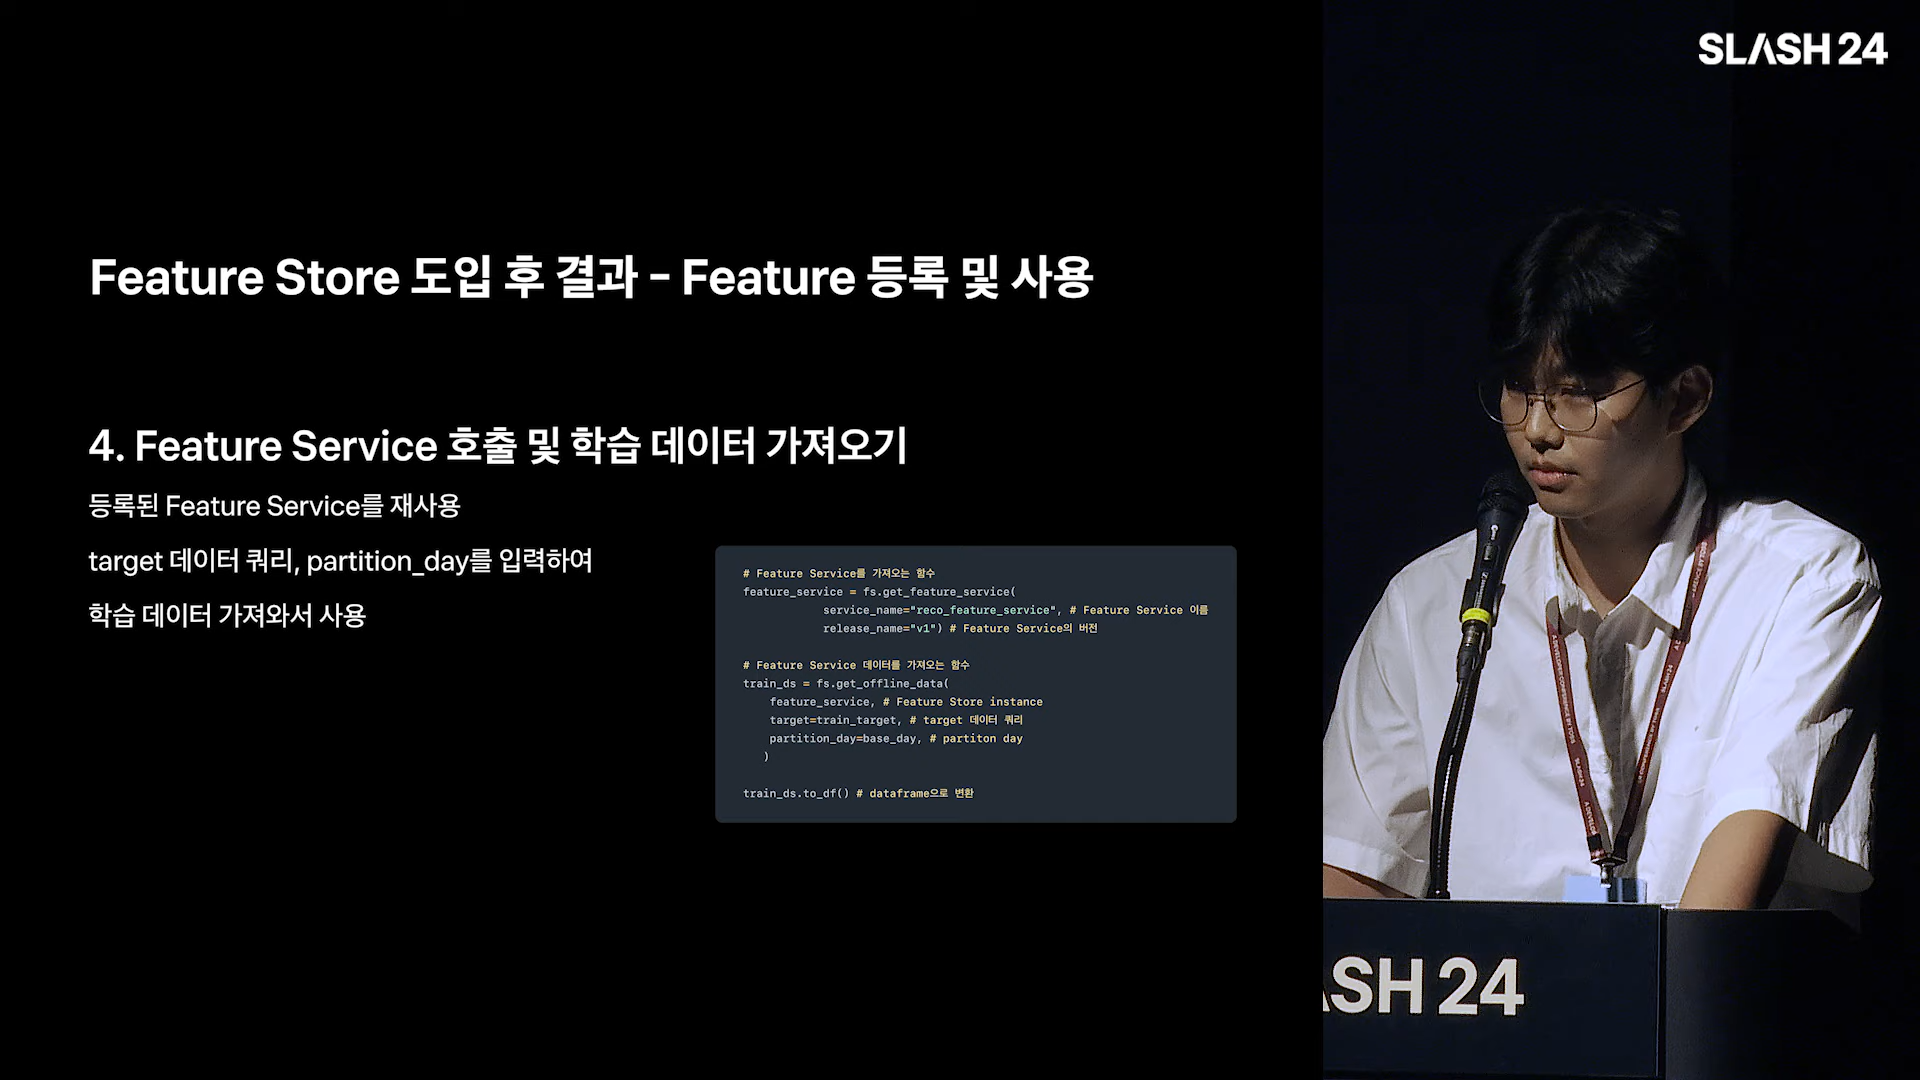 SLASH 24
Feature Store 도입 후 결과 - Feature 등록 및 사용
4. Feature Service 호출 및 학습 데이터 가져오기
등록된 Feature Service를 재사용
target 데이터 쿼리, partition_day를 입력하여
학습 데이터 가져와서 사용
# Feature Service를 가져오는 함수
feature_service = fs.get_feature_service(
service_name="reco_feature_service", # Feature Service 이름
release_name="v1") # Feature Service의 버전
# Feature Service 데이터를 가져오는 함수
train_ds = fs.get_offline_data(
feature_service, # Feature Store instance
target=train_target, # target 데이터 쿼리
partition_day=base_day, # partiton day
)
train_ds.to_df() # dataframe으로 변환
ASH 24